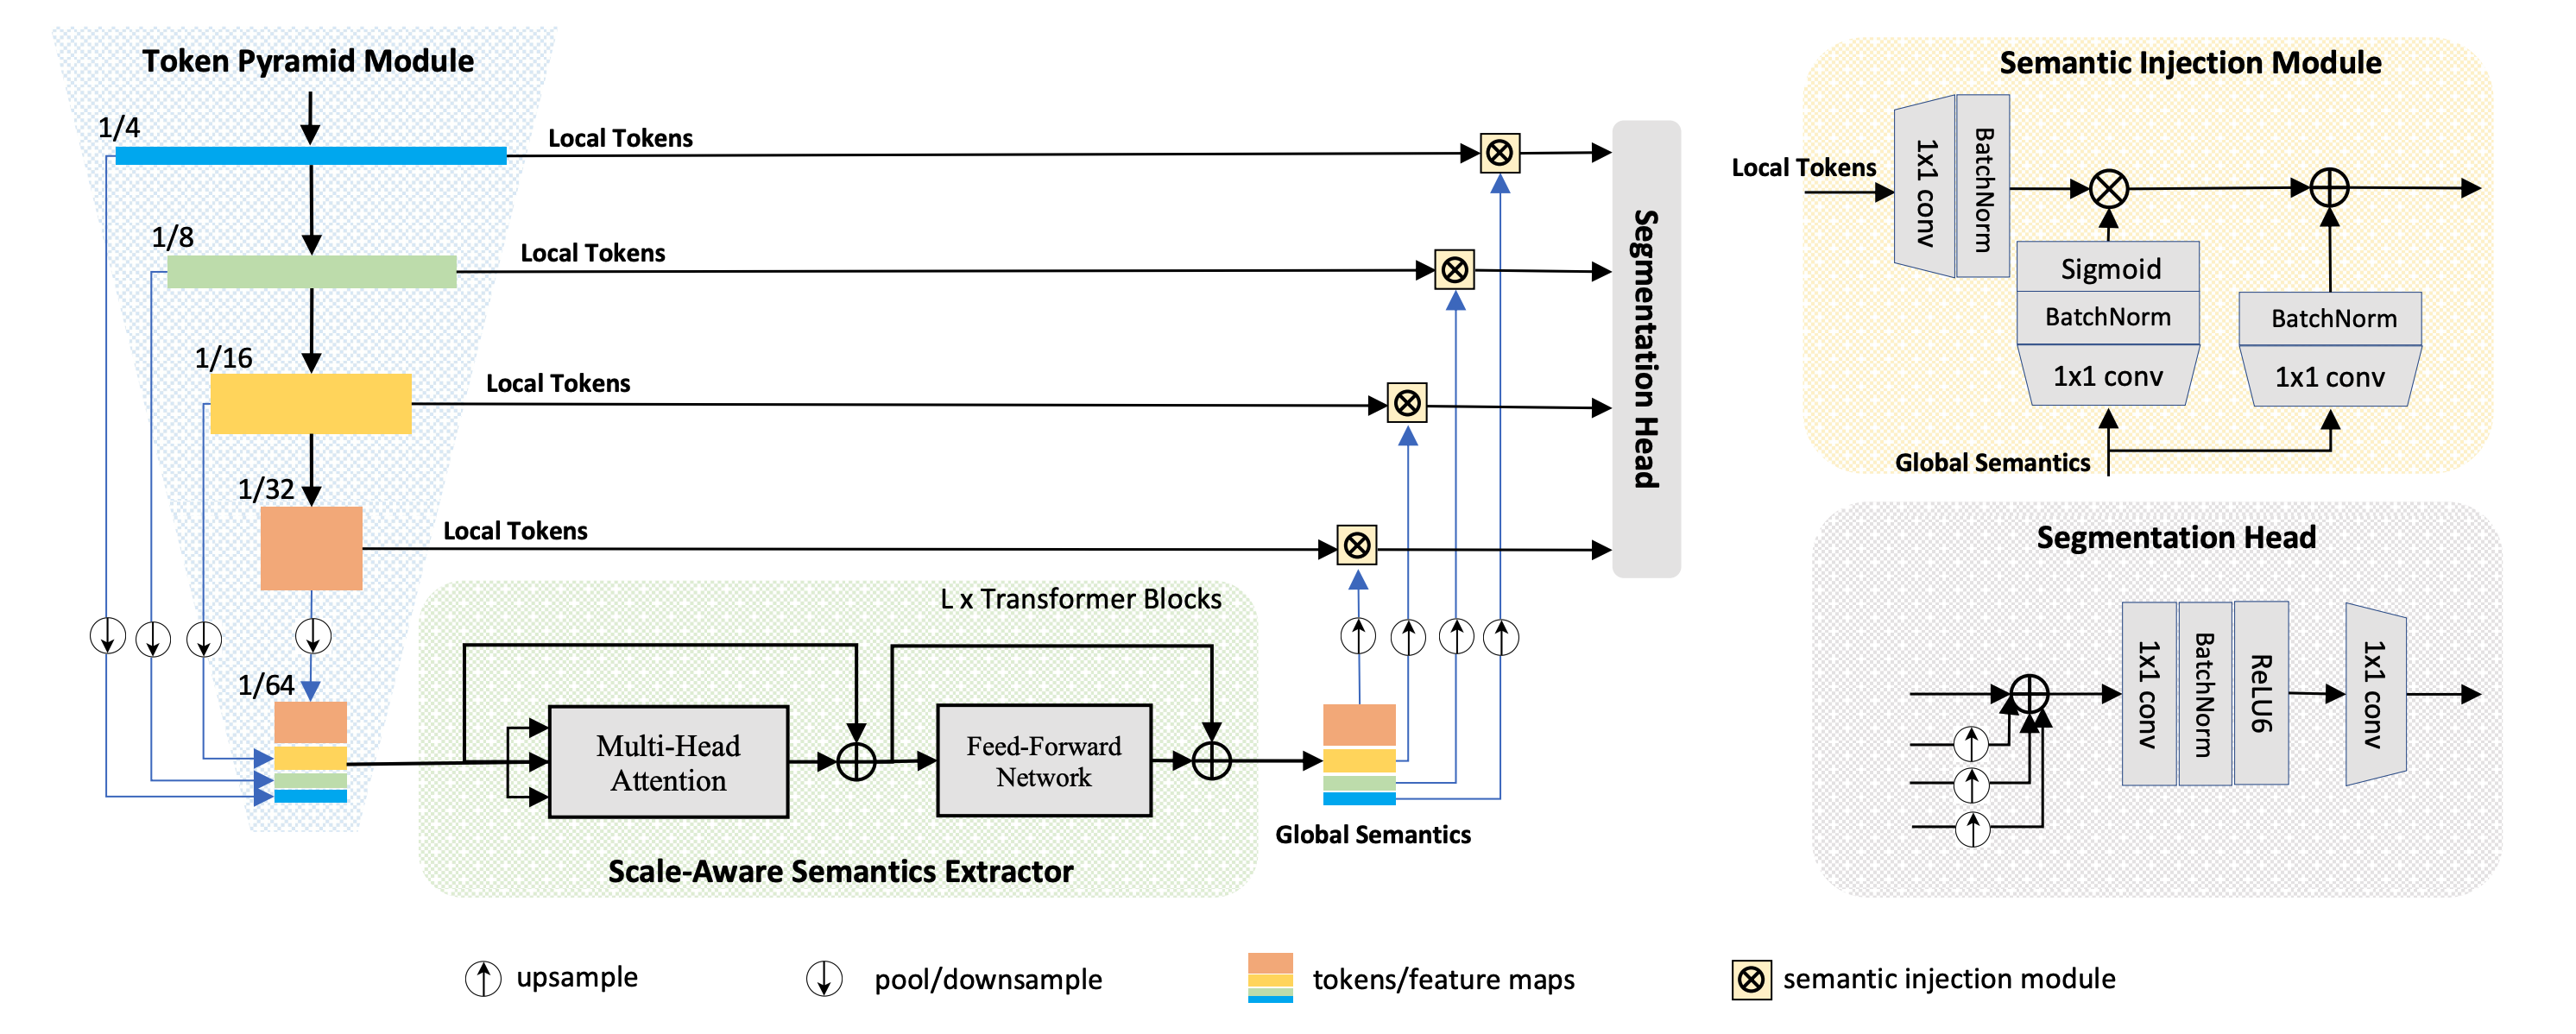 Token Pyramid Module
1/4
Local Tokens
1/8
Local Tokens
1/16
Local Tokens
1/32
Local Tokens
1/64
L x Transformer Blocks
Multi-Head
Attention
Feed-Forward
Network
Scale-Aware Semantics Extractor
Global Semantics
Segmentation Head
Semantic Injection Module
Local Tokens
1x1 conv
BatchNorm
Sigmoid
BatchNorm
1x1 conv
BatchNorm
1x1 conv
Global Semantics
Segmentation Head
1x1 conv
BatchNorm
ReLU6
1x1 conv
upsample
pool/downsample
tokens/feature maps
semantic injection module